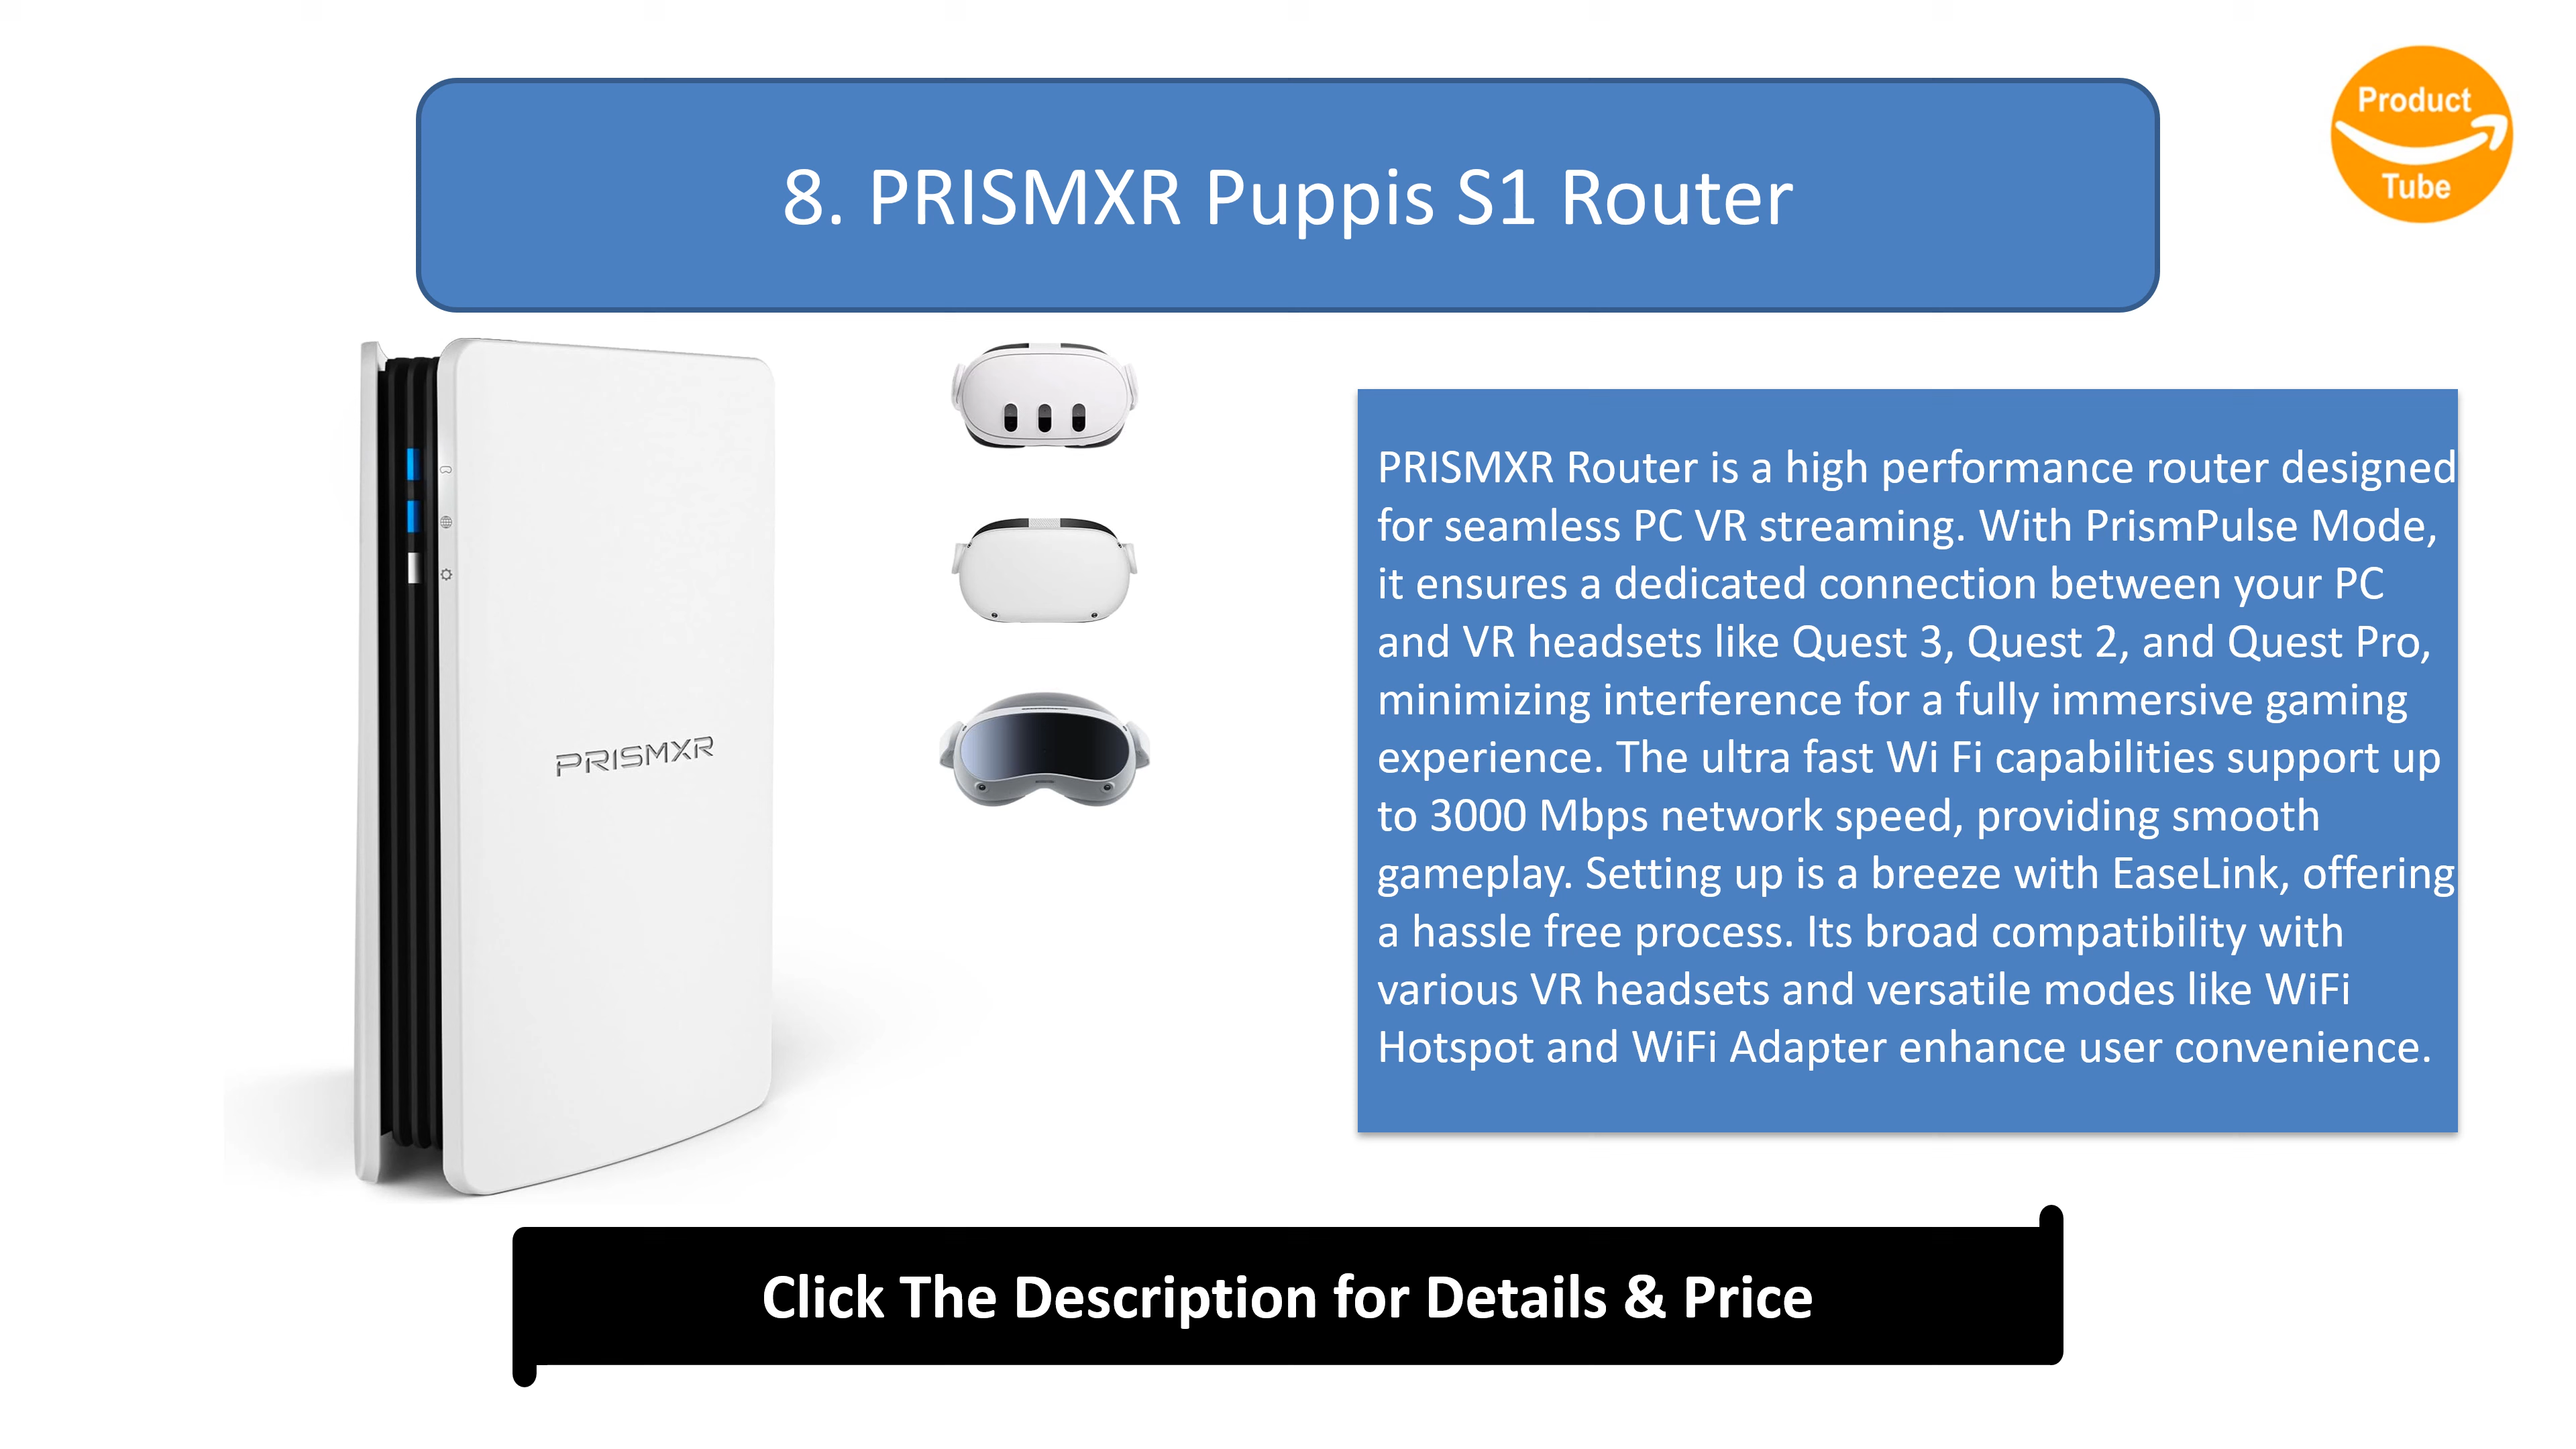 Product
Tube
8. PRISMXR Puppis S1 Router
PRISMXR
PRISMXR Router is a high performance router designed
for seamless PC VR streaming. With PrismPulse Mode,
it ensures a dedicated connection between your PC
and VR headsets like Quest 3, Quest 2, and Quest Pro,
minimizing interference for a fully immersive gaming
experience. The ultra fast Wi Fi capabilities support up
to 3000 Mbps network speed, providing smooth
gameplay. Setting up is a breeze with EaseLink, offering
a hassle free process. Its broad compatibility with
various VR headsets and versatile modes like WiFi
Hotspot and WiFi Adapter enhance user convenience.
Click The Description for Details & Price